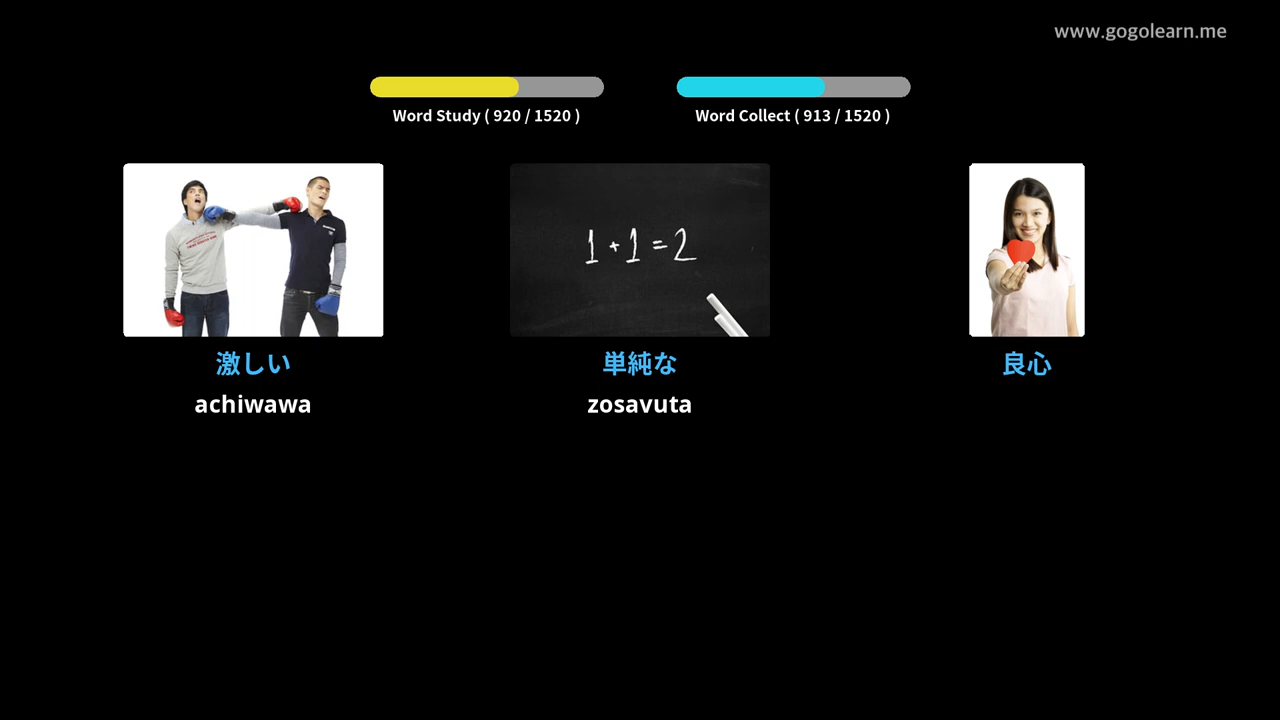 www.gogolearn.me
Word Study ( 920 / 1520 )
Word Collect ( 913 / 1520 )
1+1=2
激しい
単純な
良心
achiwawa
zosavuta